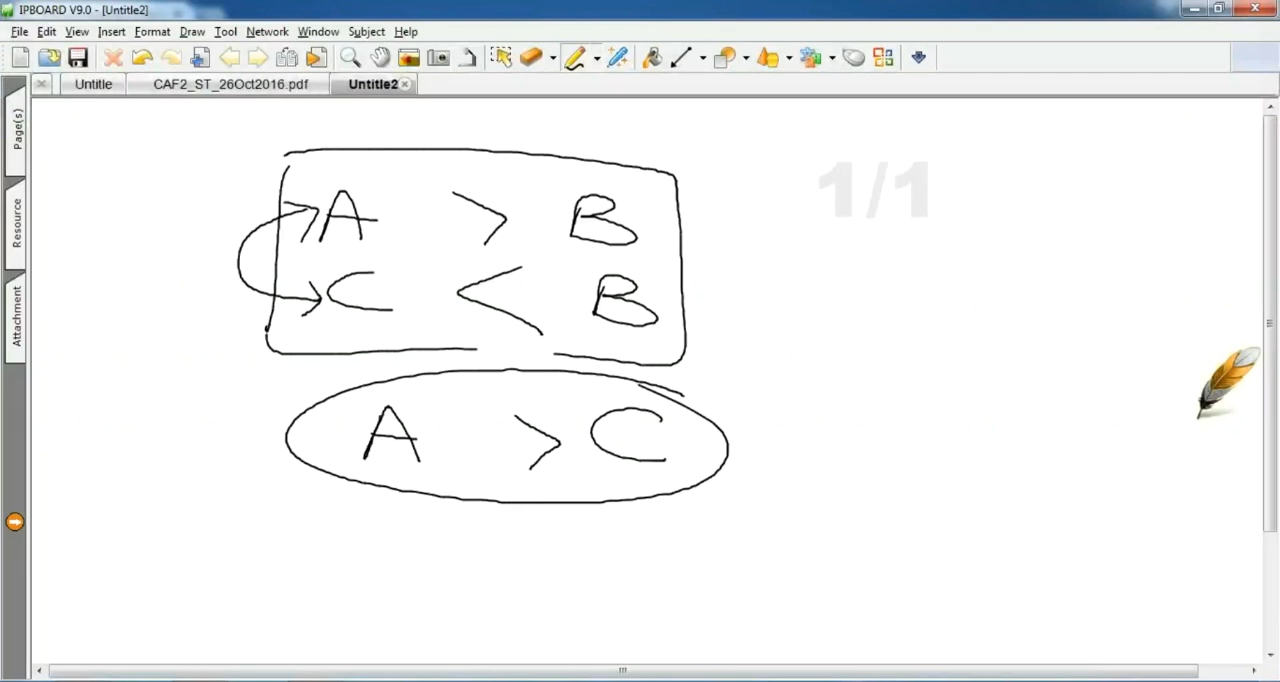 IPBOARD V9.0 - [Untitle2]
File Edit View Insert Format Draw Tool Network Window Subject Help
Untitle CAF2_ST_26Oct2016.pdf Untitle2
Page(s)
Resource
Attachment
1/1
A > B
C < B
A > C